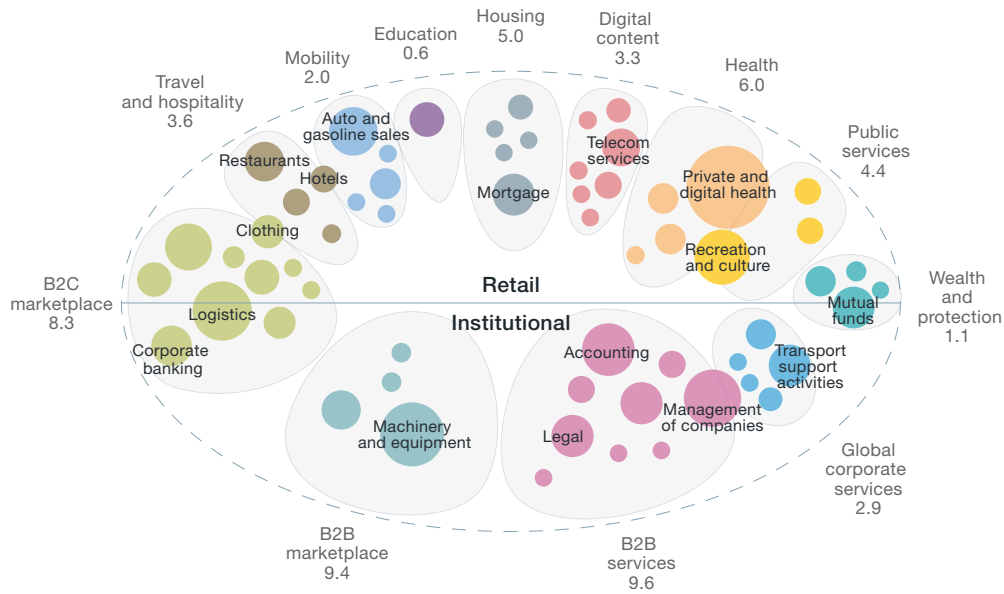 Housing
5.0
Education
0.6
Digital
content
3.3
Mobility
2.0
Health
6.0
Travel
and hospitality
3.6
Public
services
4.4
Auto and
gasoline sales
Telecom
services
Restaurants
Hotels
Mortgage
Private and
digital health
Clothing
Recreation
and culture
B2C
marketplace
8.3
Retail
Institutional
Logistics
Mutual
funds
Wealth
and
protection
1.1
Corporate
banking
Accounting
Transport
support
activities
Management
of companies
Machinery
and equipment
Legal
Global
corporate
services
2.9
B2B
marketplace
9.4
B2B
services
9.6